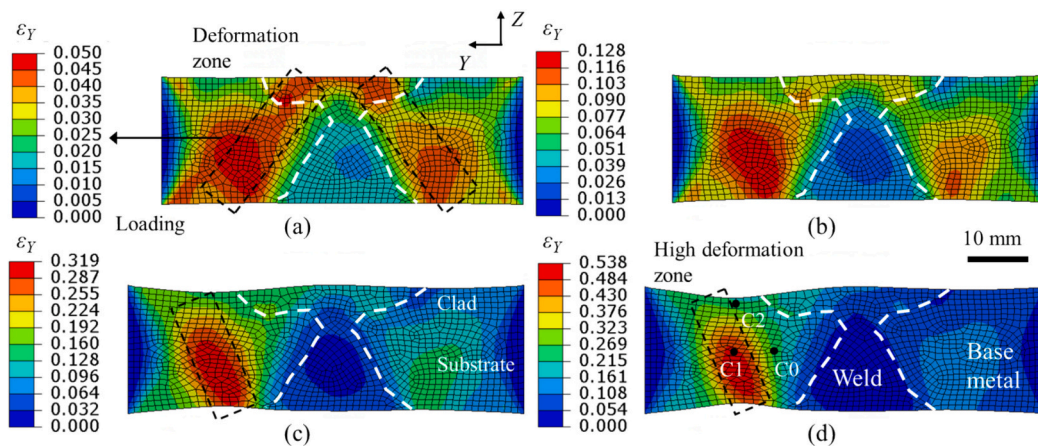 ε_Y
0.050
0.045
0.040
0.035
0.030
0.025
0.020
0.015
0.010
0.005
0.000
Deformation
zone
Z
Y
Loading
(a)
ε_Y
0.128
0.116
0.103
0.090
0.077
0.064
0.051
0.039
0.026
0.013
0.000
(b)
ε_Y
0.319
0.287
0.255
0.224
0.192
0.160
0.128
0.096
0.064
0.032
0.000
Clad
Substrate
(c)
ε_Y
0.538
0.484
0.430
0.376
0.323
0.269
0.215
0.161
0.108
0.054
0.000
High deformation
zone
10 mm
C2
C1
C0
Weld
Base
metal
(d)